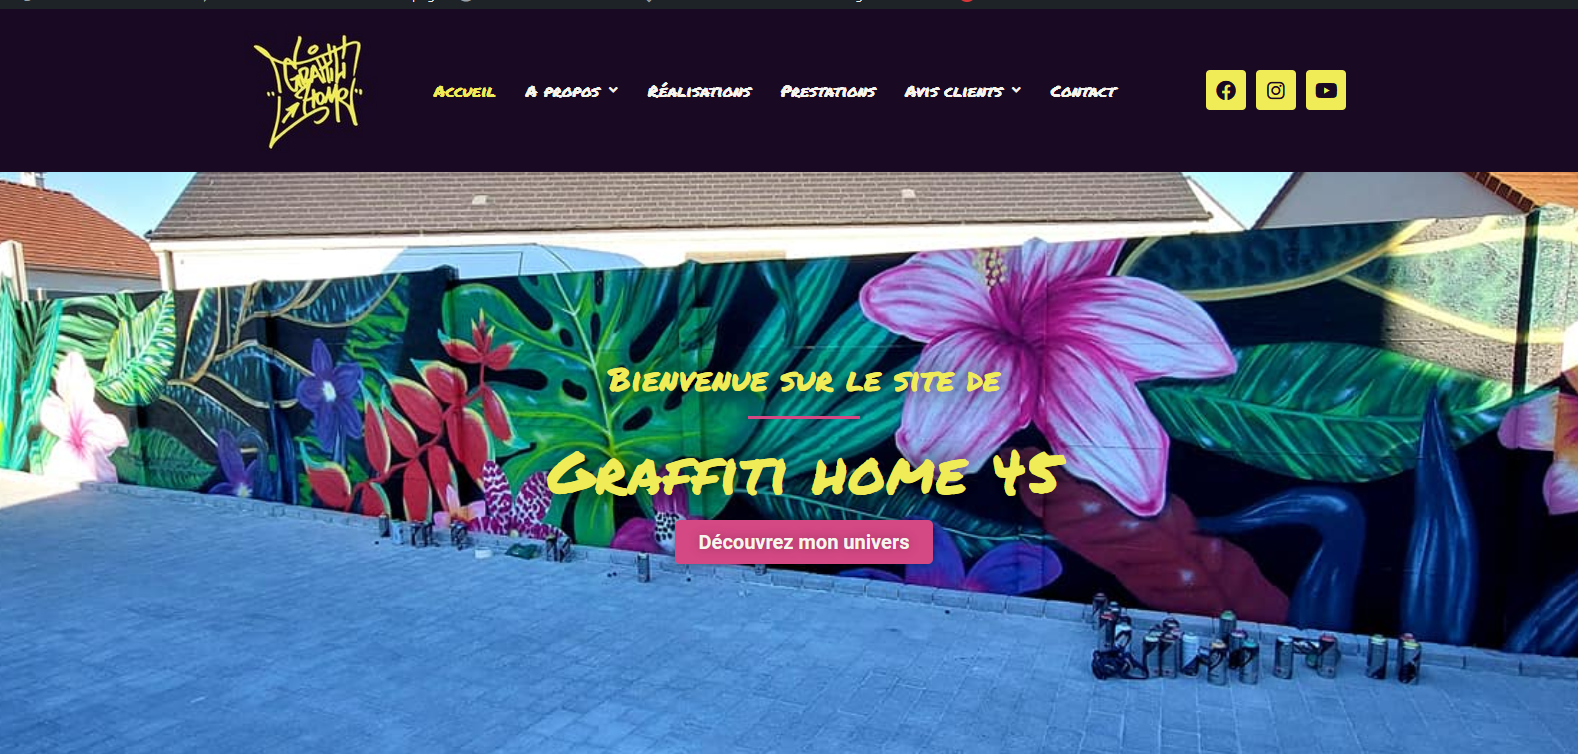 GRAFFITI
HOME
Accueil
A propos
Réalisations
Prestations
Avis clients
Contact
Bienvenue sur le site de
Graffiti home 45
Découvrez mon univers